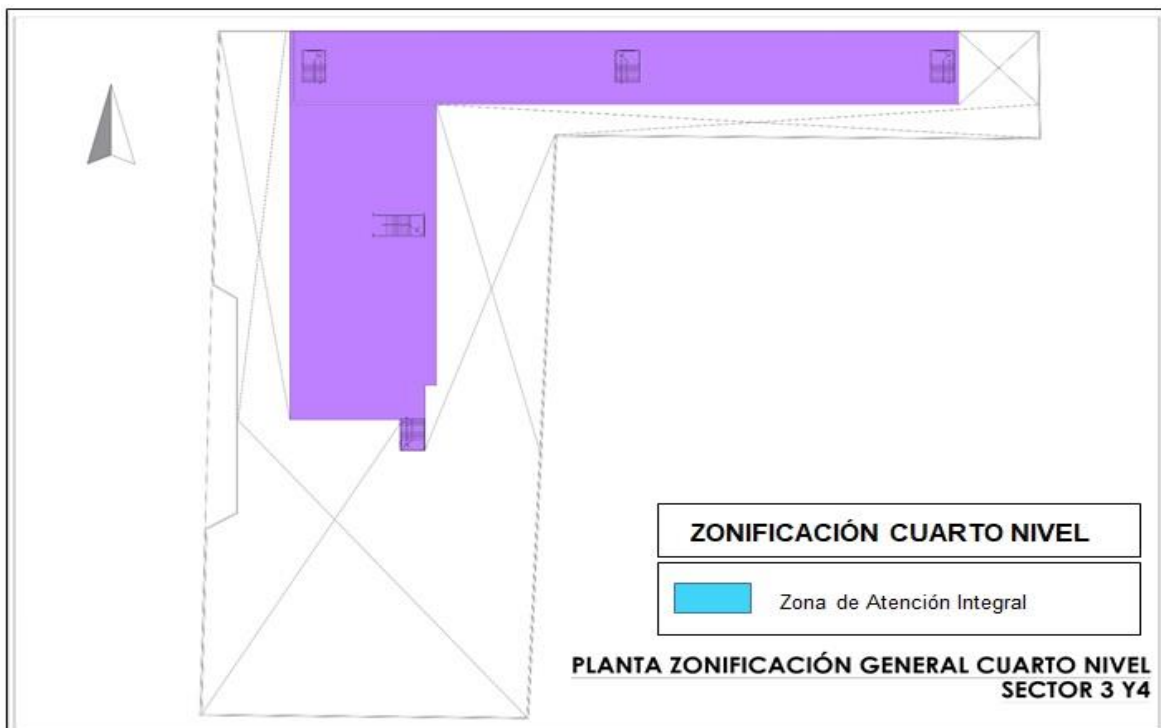 ZONIFICACIÓN CUARTO NIVEL
Zona de Atención Integral
PLANTA ZONIFICACIÓN GENERAL CUARTO NIVEL
SECTOR 3 Y4